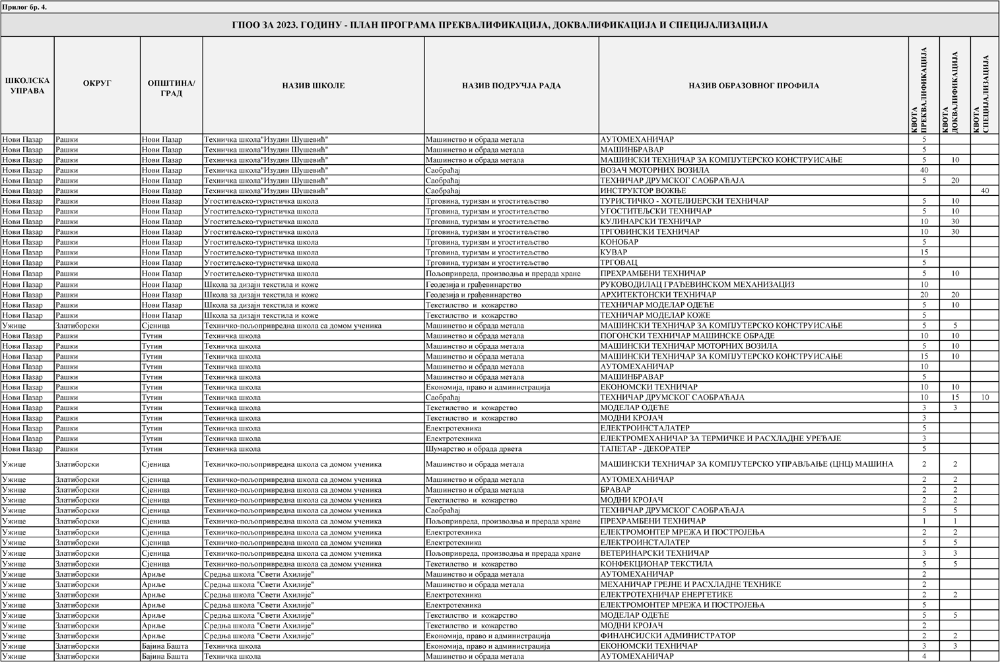 Прилог бр. 4.
ГПОО ЗА 2023. ГОДИНУ - ПЛАН ПРОГРАМА ПРЕКВАЛИФИКАЦИЈА, ДОКВАЛИФИКАЦИЈА И СПЕЦИЈАЛИЗАЦИЈА
ШКОЛСКА УПРАВА ОКРУГ ОПШТИНА/ ГРАД НАЗИВ ШКОЛЕ НАЗИВ ПОДРУЧЈА РАДА НАЗИВ ОБРАЗОВНОГ ПРОФИЛА КВОТА ПРЕКВАЛИФИКАЦИЈА КВОТА ДОКВАЛИФИКАЦИЈА КВОТА СПЕЦИЈАЛИЗАЦИЈА
Нови Пазар Рашки Нови Пазар Техничка школа"Изудин Шушевић" Машинство и обрада метала АУТОМЕХАНИЧАР 5
Нови Пазар Рашки Нови Пазар Техничка школа"Изудин Шушевић" Машинство и обрада метала МАШИНБРАВАР 5
Нови Пазар Рашки Нови Пазар Техничка школа"Изудин Шушевић" Машинство и обрада метала МАШИНСКИ ТЕХНИЧАР ЗА КОМПЈУТЕРСКО КОНСТРУИСАЊЕ 5 10
Нови Пазар Рашки Нови Пазар Техничка школа"Изудин Шушевић" Саобраћај ВОЗАЧ МОТОРНИХ ВОЗИЛА 40
Нови Пазар Рашки Нови Пазар Техничка школа"Изудин Шушевић" Саобраћај ТЕХНИЧАР ДРУМСКОГ САОБРАЋАЈА 5 20
Нови Пазар Рашки Нови Пазар Техничка школа"Изудин Шушевић" Саобраћај ИНСТРУКТОР ВОЖЊЕ 40
Нови Пазар Рашки Нови Пазар Угоститељско-туристичка школа Трговина, туризам и угоститељство ТУРИСТИЧКО - ХОТЕЛИЈЕРСКИ ТЕХНИЧАР 5 10
Нови Пазар Рашки Нови Пазар Угоститељско-туристичка школа Трговина, туризам и угоститељство УГОСТИТЕЉСКИ ТЕХНИЧАР 5 10
Нови Пазар Рашки Нови Пазар Угоститељско-туристичка школа Трговина, туризам и угоститељство КУЛИНАРСКИ ТЕХНИЧАР 10 30
Нови Пазар Рашки Нови Пазар Угоститељско-туристичка школа Трговина, туризам и угоститељство ТРГОВИНСКИ ТЕХНИЧАР 10 30
Нови Пазар Рашки Нови Пазар Угоститељско-туристичка школа Трговина, туризам и угоститељство КОНОБАР 5
Нови Пазар Рашки Нови Пазар Угоститељско-туристичка школа Трговина, туризам и угоститељство КУВАР 15
Нови Пазар Рашки Нови Пазар Угоститељско-туристичка школа Трговина, туризам и угоститељство ТРГОВАЦ 5
Нови Пазар Рашки Нови Пазар Угоститељско-туристичка школа Пољопривреда, производња и прерада хране ПРЕХРАМБЕНИ ТЕХНИЧАР 5 10
Нови Пазар Рашки Нови Пазар Школа за дизајн текстила и коже Геодезија и грађевинарство РУКОВОДИЛАЦ ГРАЂЕВИНСКОМ МЕХАНИЗАЦИЗ 10
Нови Пазар Рашки Нови Пазар Школа за дизајн текстила и коже Геодезија и грађевинарство АРХИТЕКТОНСКИ ТЕХНИЧАР 20 20
Нови Пазар Рашки Нови Пазар Школа за дизајн текстила и коже Текстилство и кожарство ТЕХНИЧАР МОДЕЛАР ОДЕЋЕ 5 10
Нови Пазар Рашки Нови Пазар Школа за дизајн текстила и коже Текстилство и кожарство ТЕХНИЧАР МОДЕЛАР КОЖЕ 5
Ужице Златиборски Сјеница Техничко-пољопривредна школа са домом ученика Машинство и обрада метала МАШИНСКИ ТЕХНИЧАР ЗА КОМПЈУТЕРСКО КОНСТРУИСАЊЕ 5 5
Нови Пазар Рашки Тутин Техничка школа Машинство и обрада метала ПОГОНСКИ ТЕХНИЧАР МАШИНСКЕ ОБРАДЕ 10 10
Нови Пазар Рашки Тутин Техничка школа Машинство и обрада метала МАШИНСКИ ТЕХНИЧАР МОТОРНИХ ВОЗИЛА 5 10
Нови Пазар Рашки Тутин Техничка школа Машинство и обрада метала МАШИНСКИ ТЕХНИЧАР ЗА КОМПЈУТЕРСКО КОНСТРУИСАЊЕ 15 10
Нови Пазар Рашки Тутин Техничка школа Машинство и обрада метала АУТОМЕХАНИЧАР 10
Нови Пазар Рашки Тутин Техничка школа Машинство и обрада метала МАШИНБРАВАР 5
Нови Пазар Рашки Тутин Техничка школа Економија, право и администрација ЕКОНОМСКИ ТЕХНИЧАР 10 10
Нови Пазар Рашки Тутин Техничка школа Саобраћај ТЕХНИЧАР ДРУМСКОГ САОБРАЋАЈА 10 15 10
Нови Пазар Рашки Тутин Техничка школа Текстилство и кожарство МОДЕЛАР ОДЕЋЕ 3 3
Нови Пазар Рашки Тутин Техничка школа Текстилство и кожарство МОДНИ КРОЈАЧ 3
Нови Пазар Рашки Тутин Техничка школа Електротехника ЕЛЕКТРОИНСТАЛАТЕР 5
Нови Пазар Рашки Тутин Техничка школа Електротехника ЕЛЕКТРОМЕХАНИЧАР ЗА ТЕРМИЧКЕ И РАСХЛАДНЕ УРЕЂАЈЕ 3
Нови Пазар Рашки Тутин Техничка школа Шумарство и обрада дрвета ТАПЕТАР - ДЕКОРАТЕР 5
Ужице Златиборски Сјеница Техничко-пољопривредна школа са домом ученика Машинство и обрада метала МАШИНСКИ ТЕХНИЧАР ЗА КОМПЈУТЕРСКО УПРАВЉАЊЕ (ЦНЦ) МАШИНА 2 2
Ужице Златиборски Сјеница Техничко-пољопривредна школа са домом ученика Машинство и обрада метала АУТОМЕХАНИЧАР 2 2
Ужице Златиборски Сјеница Техничко-пољопривредна школа са домом ученика Машинство и обрада метала БРАВАР 2 2
Ужице Златиборски Сјеница Техничко-пољопривредна школа са домом ученика Текстилство и кожарство МОДНИ КРОЈАЧ 2 2
Ужице Златиборски Сјеница Техничко-пољопривредна школа са домом ученика Саобраћај ТЕХНИЧАР ДРУМСКОГ САОБРАЋАЈА 5 5
Ужице Златиборски Сјеница Техничко-пољопривредна школа са домом ученика Пољопривреда, производња и прерада хране ПРЕХРАМБЕНИ ТЕХНИЧАР 1 1
Ужице Златиборски Сјеница Техничко-пољопривредна школа са домом ученика Електротехника ЕЛЕКТРОМОНТЕР МРЕЖА И ПОСТРОЈЕЊА 2 2
Ужице Златиборски Сјеница Техничко-пољопривредна школа са домом ученика Електротехника ЕЛЕКТРОИНСТАЛАТЕР 5 5
Ужице Златиборски Сјеница Техничко-пољопривредна школа са домом ученика Пољопривреда, производња и прерада хране ВЕТЕРИНАРСКИ ТЕХНИЧАР 3 3
Ужице Златиборски Сјеница Техничко-пољопривредна школа са домом ученика Текстилство и кожарство КОНФЕКЦИОНАР ТЕКСТИЛА 5 5
Ужице Златиборски Ариље Средња школа "Свети Ахилије" Машинство и обрада метала АУТОМЕХАНИЧАР 2
Ужице Златиборски Ариље Средња школа "Свети Ахилије" Машинство и обрада метала МЕХАНИЧАР ГРЕЈНЕ И РАСХЛАДНЕ ТЕХНИКЕ 2
Ужице Златиборски Ариље Средња школа "Свети Ахилије" Електротехника ЕЛЕКТРОТЕХНИЧАР ЕНЕРГЕТИКЕ 2 2
Ужице Златиборски Ариље Средња школа "Свети Ахилије" Електротехника ЕЛЕКТРОМОНТЕР МРЕЖА И ПОСТРОЈЕЊА 5
Ужице Златиборски Ариље Средња школа "Свети Ахилије" Текстилство и кожарство МОДЕЛАР ОДЕЋЕ 5 5
Ужице Златиборски Ариље Средња школа "Свети Ахилије" Текстилство и кожарство МОДНИ КРОЈАЧ 2
Ужице Златиборски Ариље Средња школа "Свети Ахилије" Економија, право и администрација ФИНАНСИЈСКИ АДМИНИСТРАТОР 2 2
Ужице Златиборски Бајина Башта Техничка школа Економија, право и администрација ЕКОНОМСКИ ТЕХНИЧАР 3 3
Ужице Златиборски Бајина Башта Техничка школа Машинство и обрада метала АУТОМЕХАНИЧАР 4